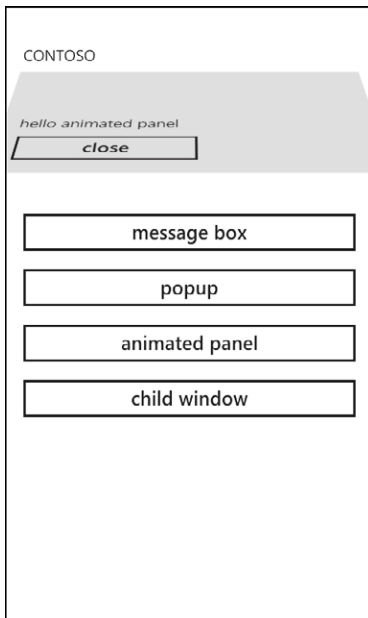 CONTOSO
hello animated panel
close
message box
popup
animated panel
child window